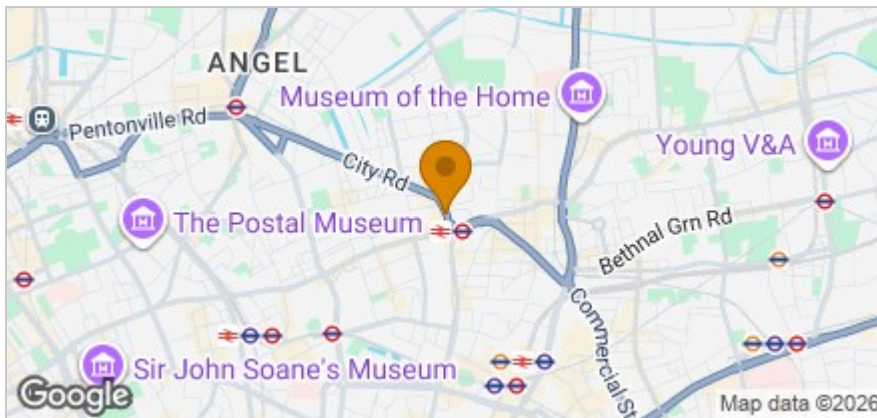 ANGEL
Museum of the Home
Pentonville Rd
Young V&A
City Rd
The Postal Museum
Bethnal Grn Rd
Commercial St
Sir John Soane's Museum
Google
Map data ©2026